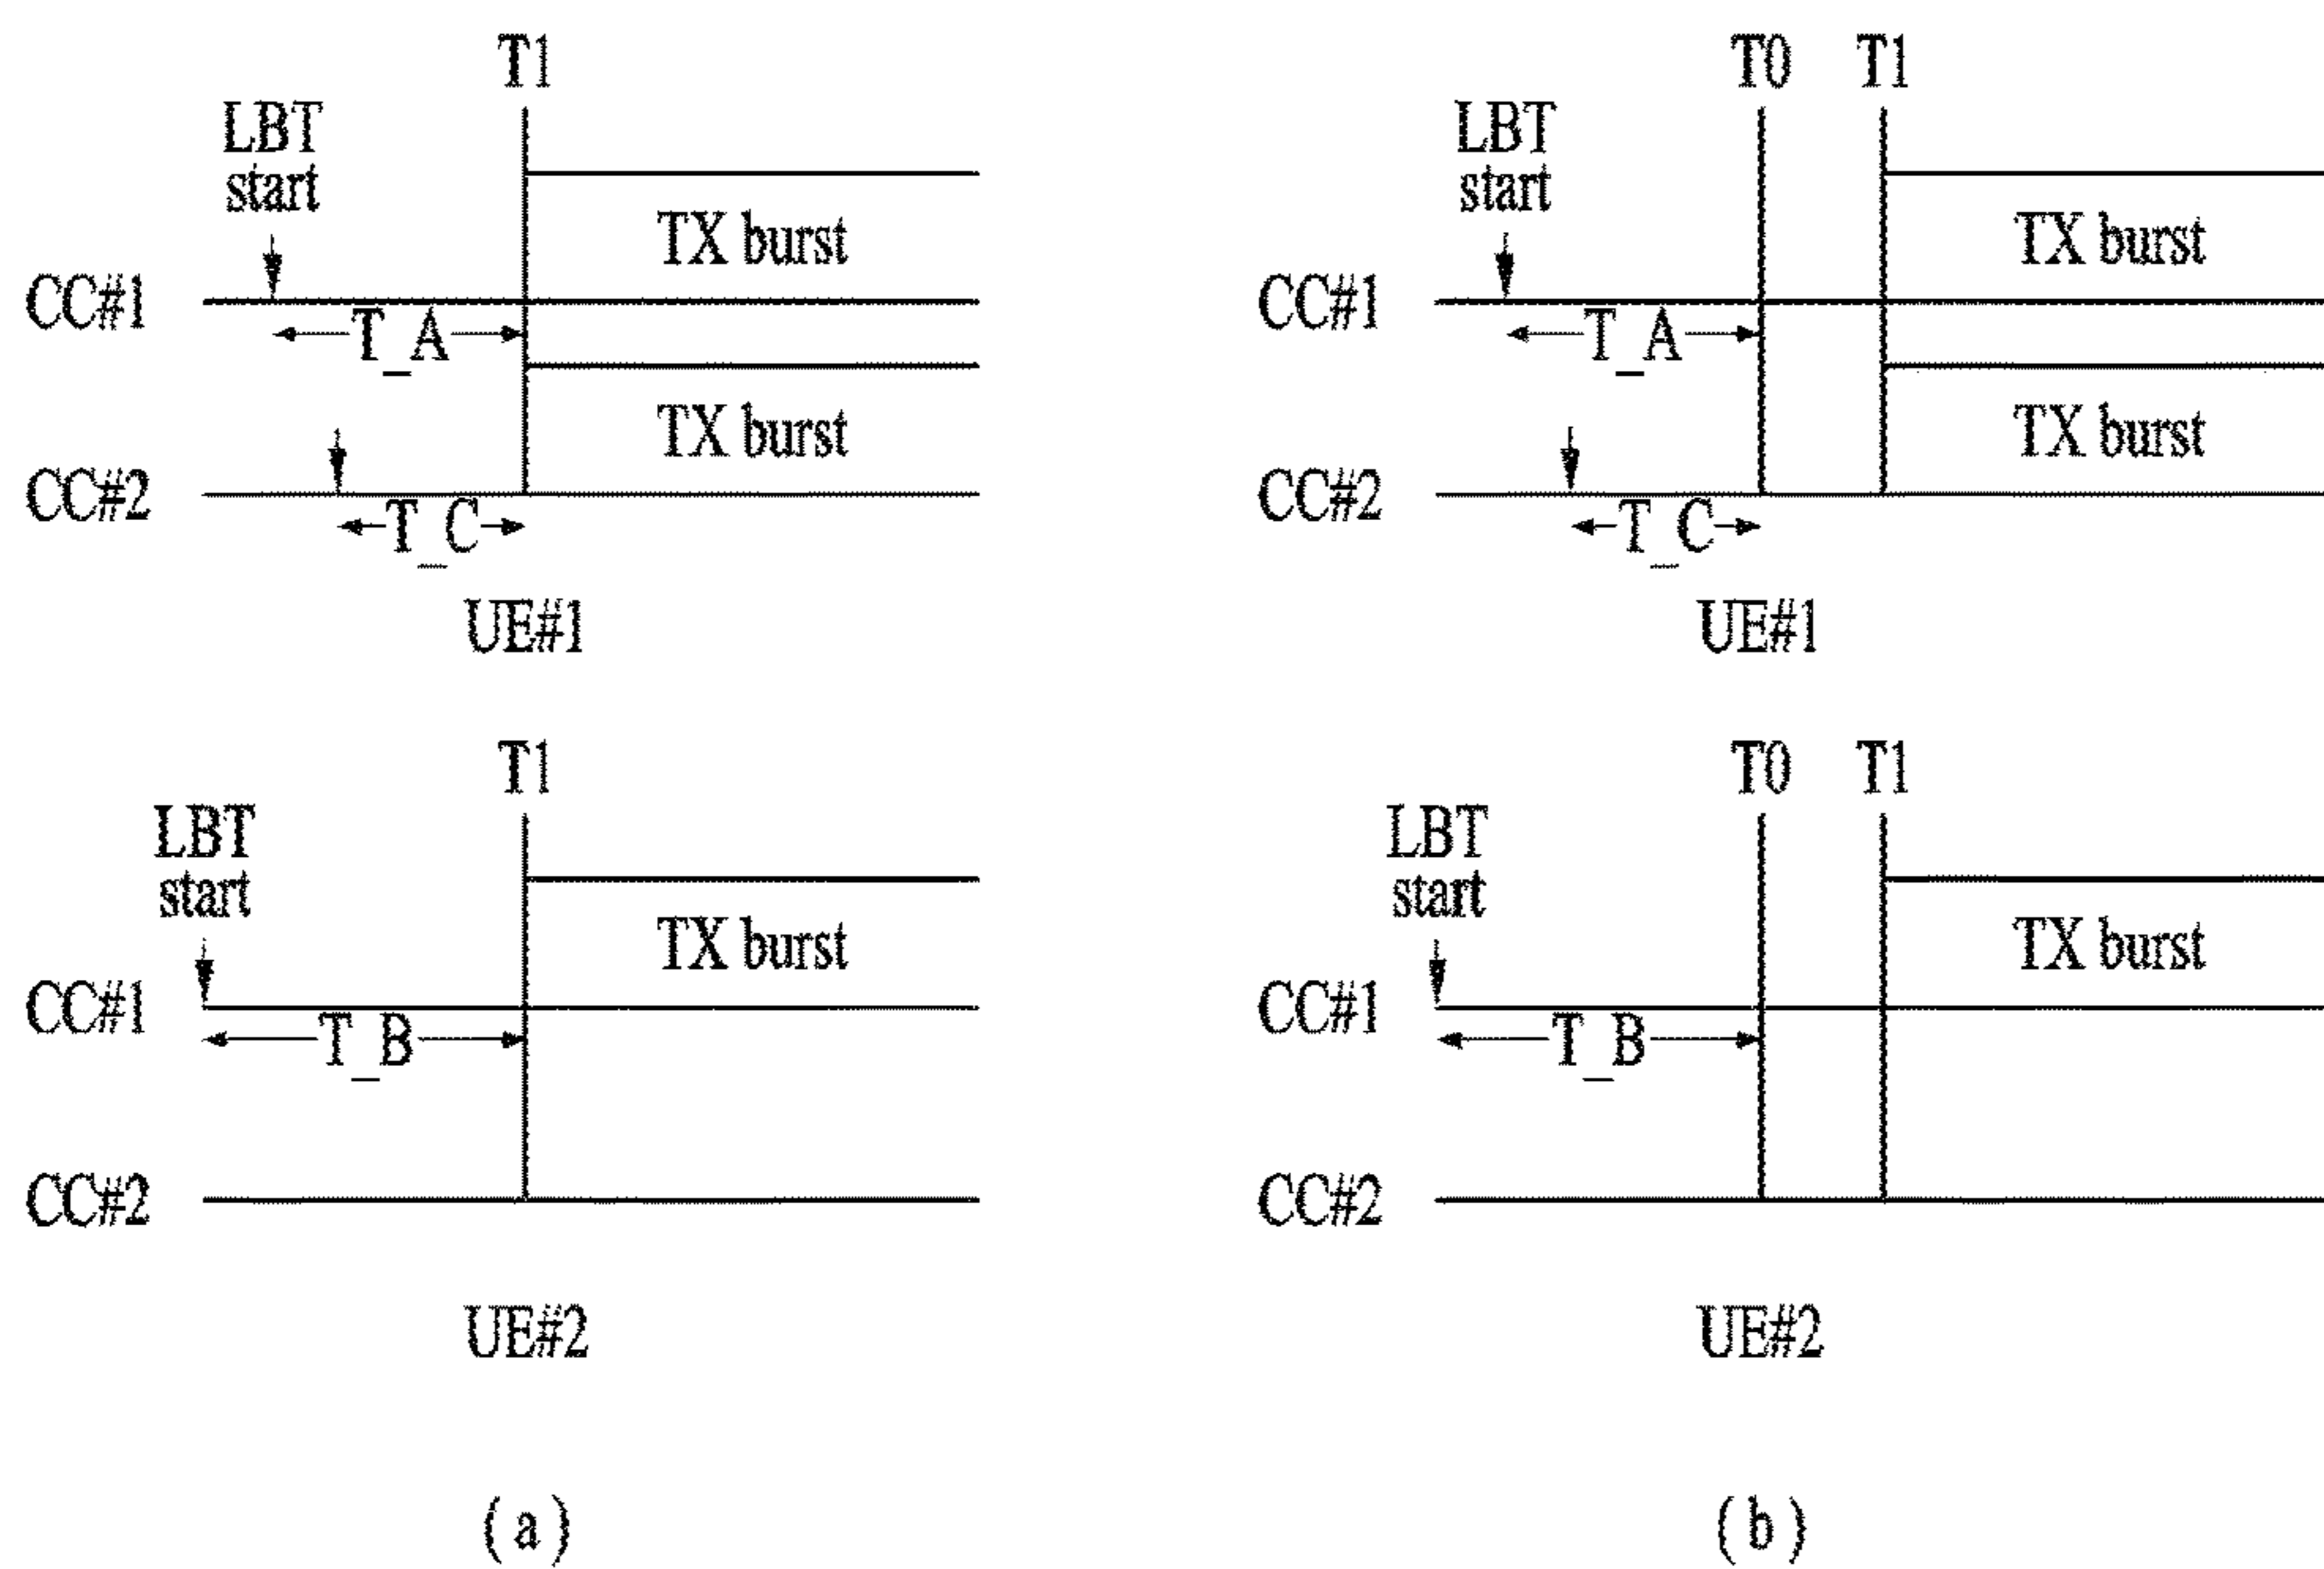 T1
LBT
start
TX burst
CC#1
T_A
TX burst
CC#2
T_C
UE#1
T0 T1
LBT
start
TX burst
CC#1
T_A
TX burst
CC#2
T_C
UE#1
T1
LBT
start
TX burst
CC#1
T_B
CC#2
UE#2
T0 T1
LBT
start
TX burst
CC#1
T_B
CC#2
UE#2
(a)
(b)